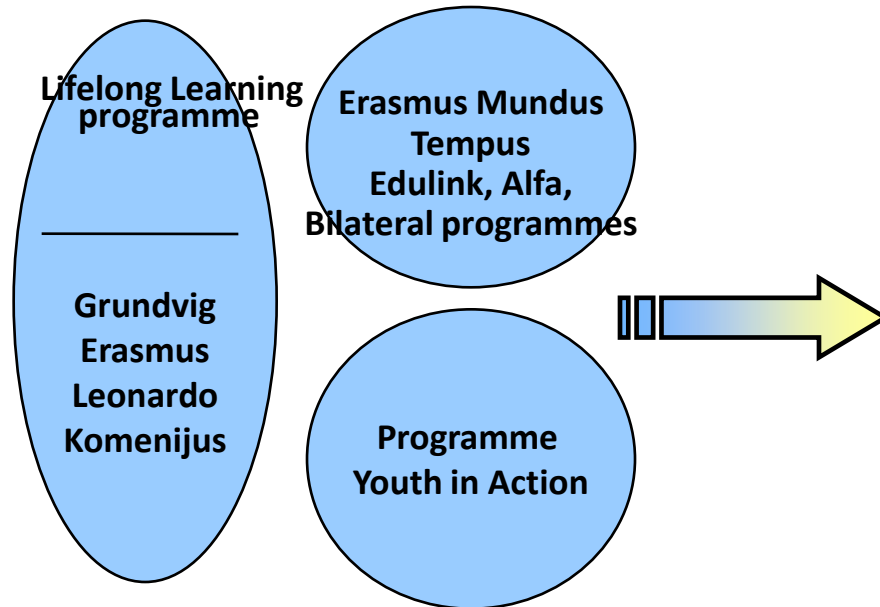 Lifelong Learning
programme
Grundvig
Erasmus
Leonardo
Komenijus
Erasmus Mundus
Tempus
Edulink, Alfa,
Bilateral programmes
Programme
Youth in Action